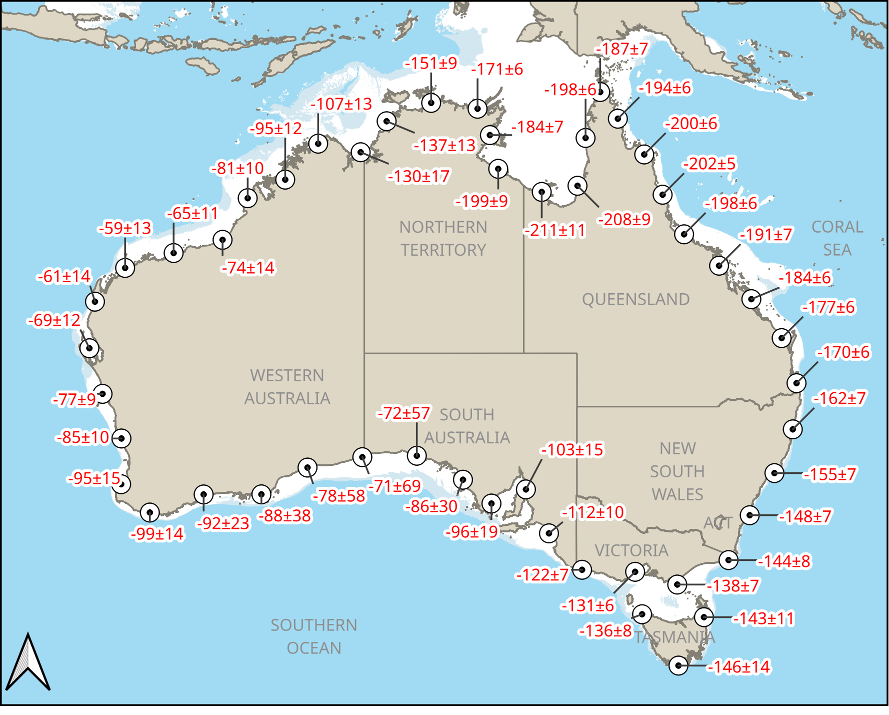 -187±7
-151±9
-171±6
-198±6
-194±6
-107±13
-95±12
-137±13
-184±7
-200±6
-81±10
-130±17
-202±5
-199±9
-65±11
-59±13
-208±9
-198±6
-211±11
NORTHERN
TERRITORY
CORAL
SEA
-191±7
-74±14
-61±14
-184±6
QUEENSLAND
-177±6
-69±12
-170±6
WESTERN
AUSTRALIA
-77±9
-162±7
-72±57
SOUTH
AUSTRALIA
-85±10
-103±15
NEW
SOUTH
WALES
-155±7
-95±15
-71±69
-78±58
-86±30
-88±38
-92±23
-99±14
-96±19
-112±10
-148±7
ACT
VICTORIA
-144±8
-122±7
-138±7
-131±6
-143±11
-136±8
TASMANIA
SOUTHERN
OCEAN
-146±14